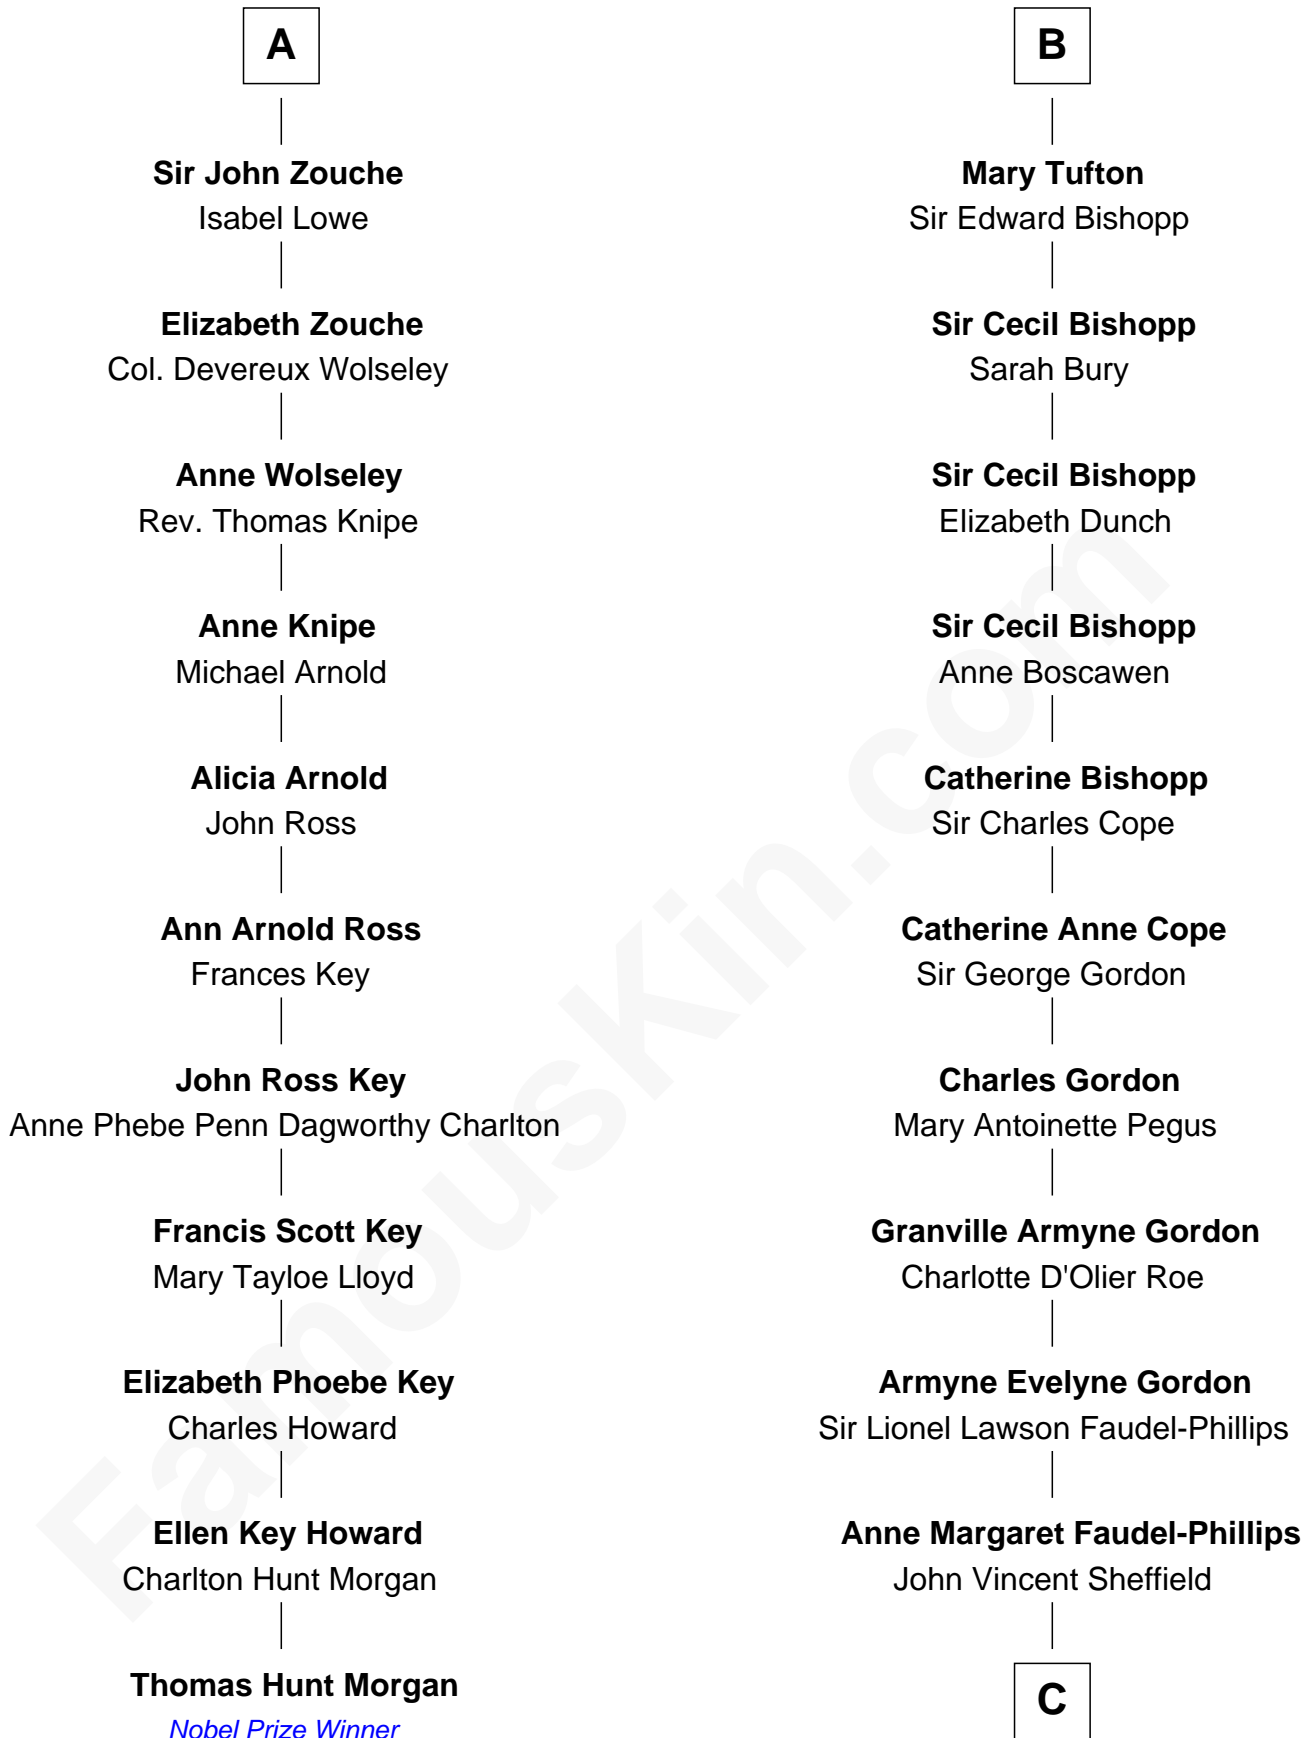 A
Sir John Zouche
Isabel Lowe
Elizabeth Zouche
Col. Devereux Wolseley
Anne Wolseley
Rev. Thomas Knipe
Anne Knipe
Michael Arnold
Alicia Arnold
John Ross
Ann Arnold Ross
Frances Key
John Ross Key
Anne Phebe Penn Dagworthy Charlton
Francis Scott Key
Mary Tayloe Lloyd
Elizabeth Phoebe Key
Charles Howard
Ellen Key Howard
Charlton Hunt Morgan
Thomas Hunt Morgan
Nobel Prize Winner
B
Mary Tufton
Sir Edward Bishopp
Sir Cecil Bishopp
Sarah Bury
Sir Cecil Bishopp
Elizabeth Dunch
Sir Cecil Bishopp
Anne Boscawen
Catherine Bishopp
Sir Charles Cope
Catherine Anne Cope
Sir George Gordon
Charles Gordon
Mary Antoinette Pegus
Granville Armyne Gordon
Charlotte D'Olier Roe
Armyne Evelyne Gordon
Sir Lionel Lawson Faudel-Phillips
Anne Margaret Faudel-Phillips
John Vincent Sheffield
C
FamousKin.com